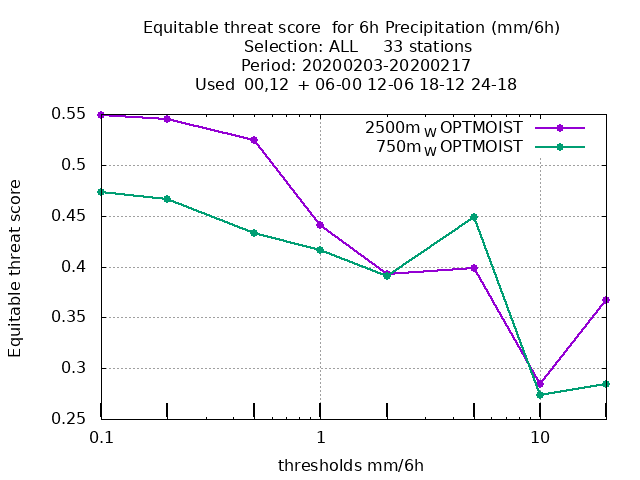 Equitable threat score  for 6h Precipitation (mm/6h)
Selection: ALL     33 stations
Period: 20200203-20200217
Used  00,12  + 06-00 12-06 18-12 24-18
2500m W OPTMOIST
750m W OPTMOIST
Equitable threat score
0.55
0.5
0.45
0.4
0.35
0.3
0.25
0.1 1 10
thresholds mm/6h